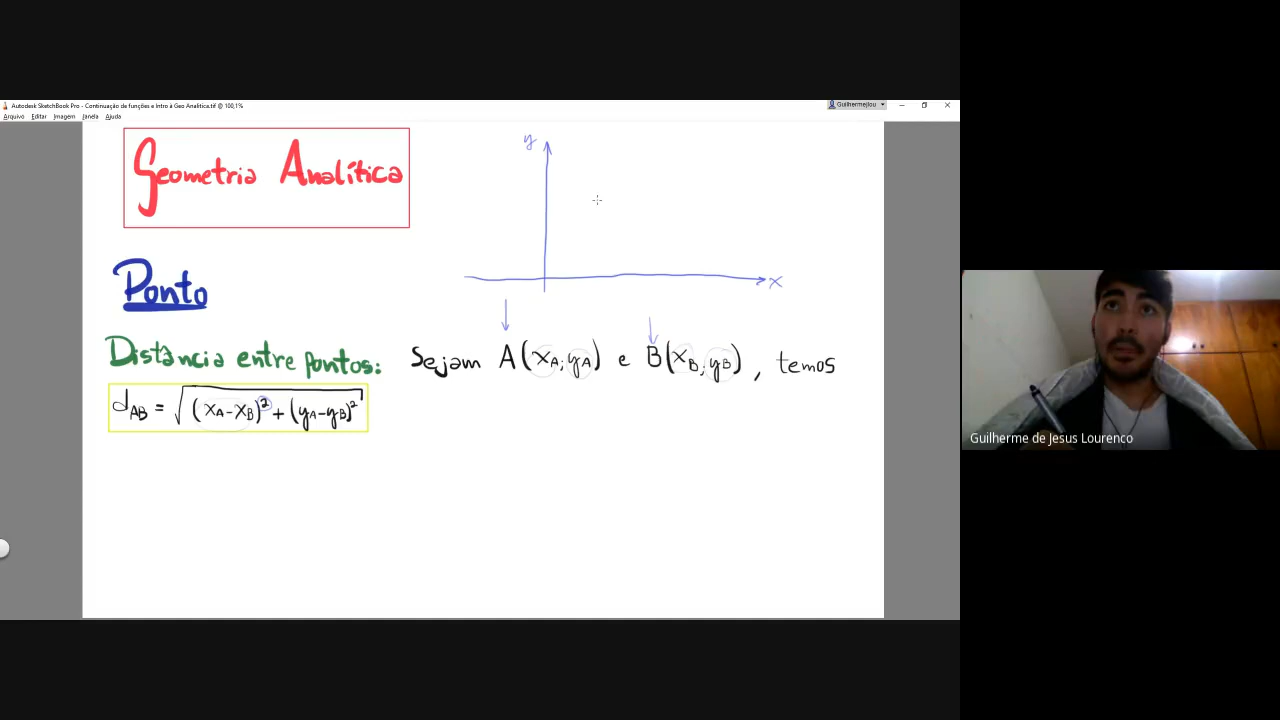 Autodesk SketchBook Pro - Continuação de funções e Intro à Geo Analítica.tif @ 100,1%
Guilhermejlou
Arquivo Editar Imagem Janela Ajuda
Geometria Analítica
y
x
Ponto
Distância entre pontos: Sejam A(xA; yA) e B(xB; yB), temos
dAB = √(xA-xB)² + (yA-yB)²
Guilherme de Jesus Lourenco